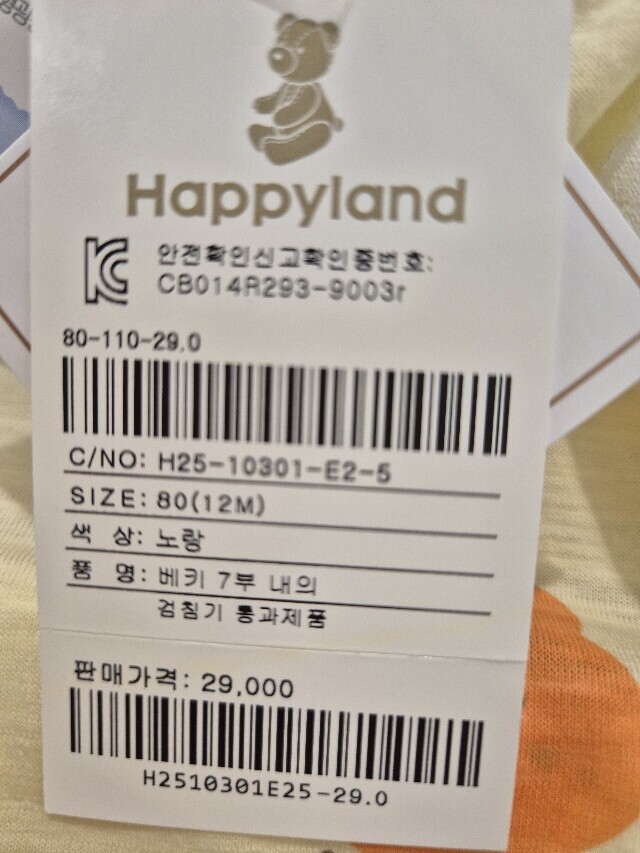 Happyland
안전확인신고확인증번호:
CB014R293-9003r
80-110-29.0
C/NO: H25-10301-E2-5
SIZE: 80(12M)
색 상: 노랑
품 명: 베키 7부 내의
검침기 통과제품
판매가격: 29,000
H2510301E25-29.0